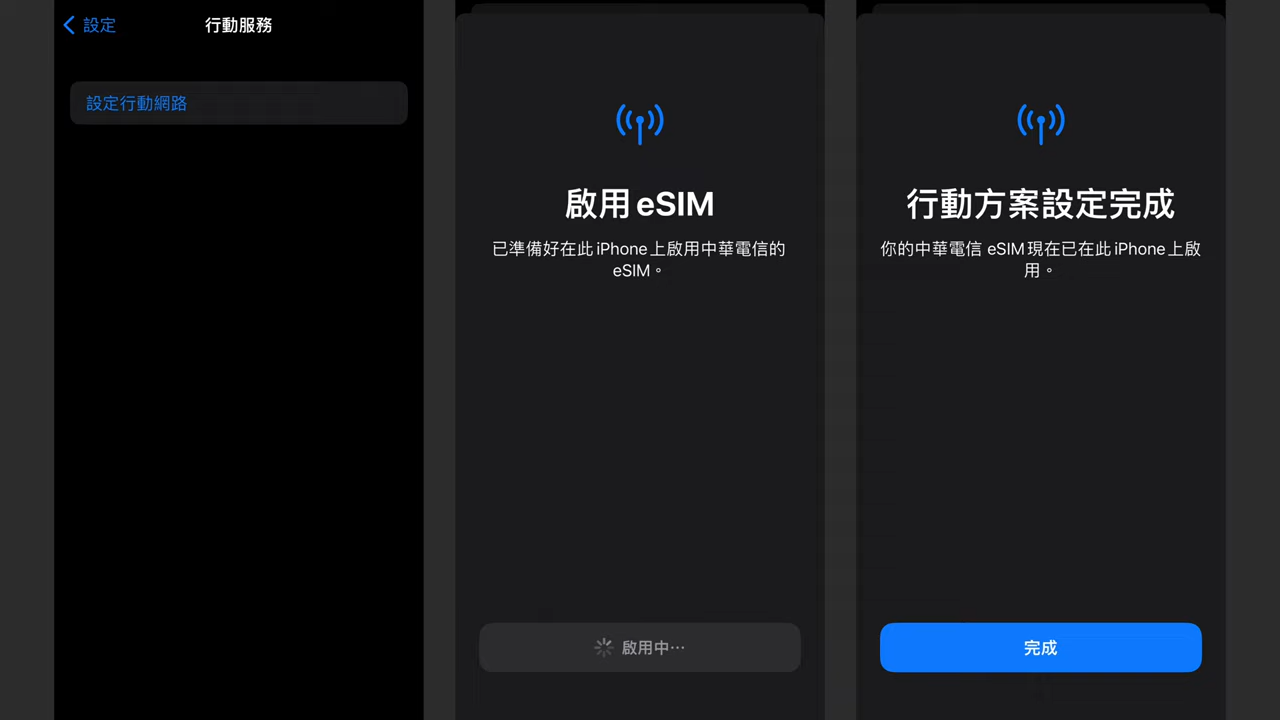 設定
行動服務
設定行動網路
啟用 eSIM
已準備好在此 iPhone 上啟用中華電信的
eSIM。
啟用中⋯
行動方案設定完成
你的中華電信 eSIM 現在已在此 iPhone 上啟
用。
完成